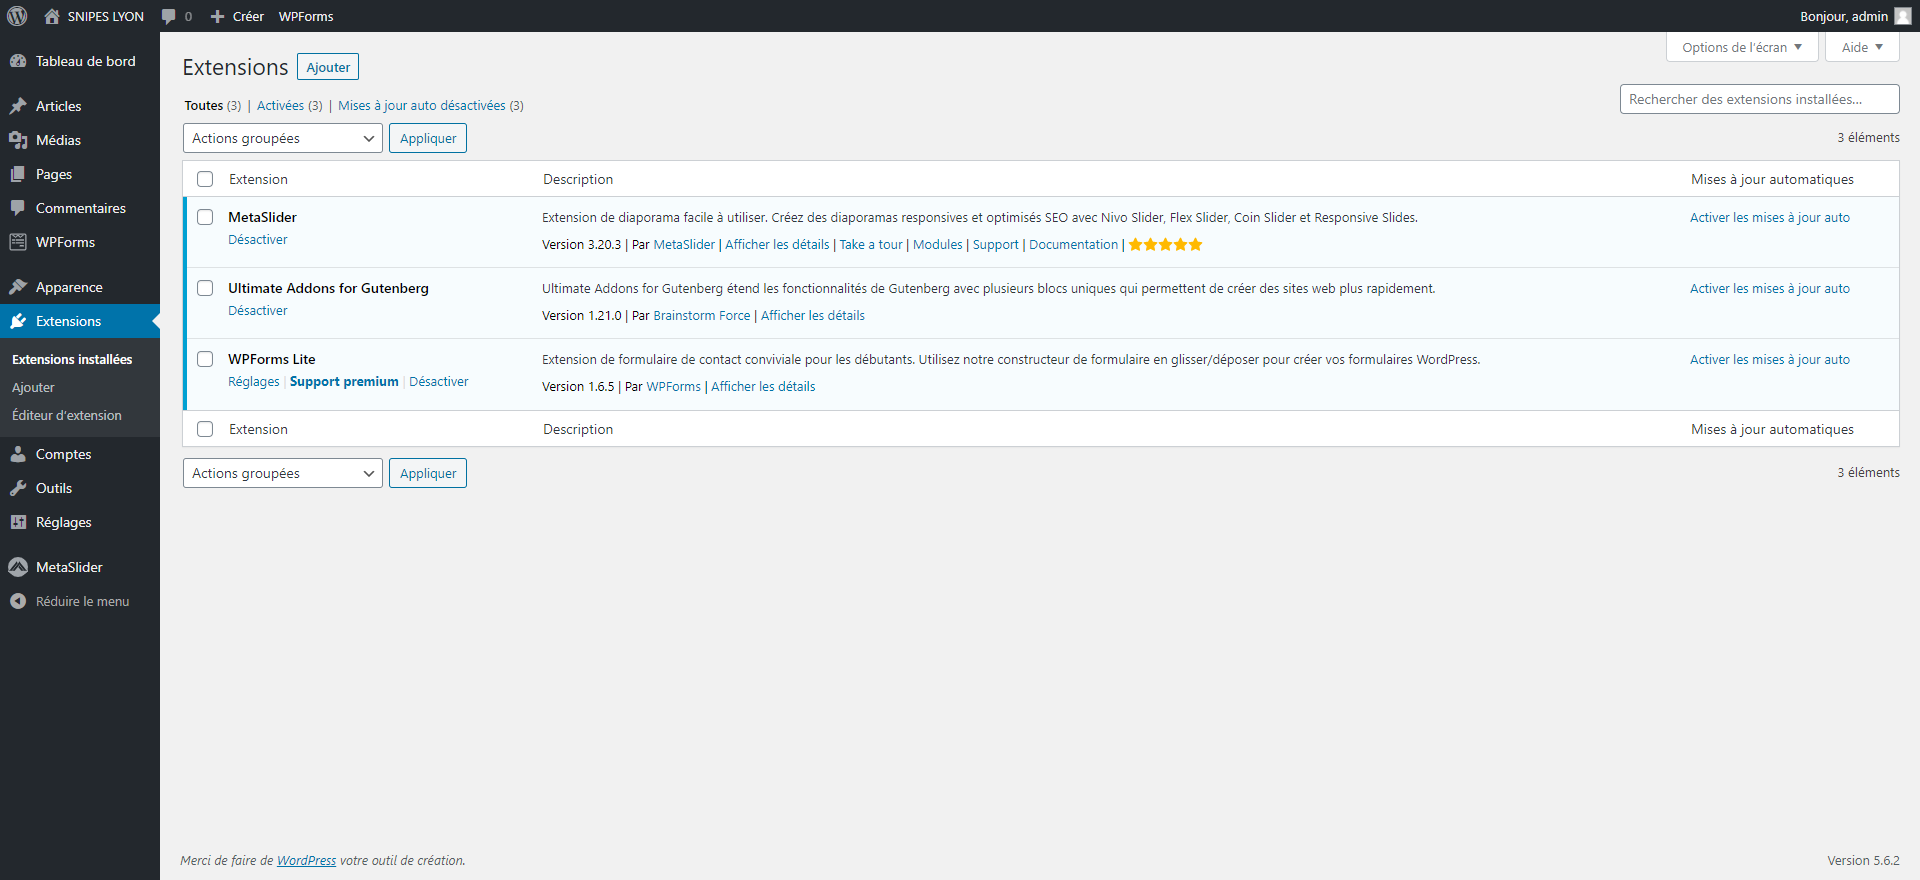 SNIPES LYON 0 Créer WPForms Bonjour, admin
Tableau de bord
Articles
Médias
Pages
Commentaires
WPForms
Apparence
Extensions
Extensions installées
Ajouter
Éditeur d'extension
Comptes
Outils
Réglages
MetaSlider
Réduire le menu
Options de l'écran Aide
Extensions Ajouter
Toutes (3) | Activées (3) | Mises à jour auto désactivées (3)
Rechercher des extensions installées...
Actions groupées Appliquer 3 éléments
Extension Description Mises à jour automatiques
MetaSlider Extension de diaporama facile à utiliser. Créez des diaporamas responsives et optimisés SEO avec Nivo Slider, Flex Slider, Coin Slider et Responsive Slides. Activer les mises à jour auto
Désactiver Version 3.20.3 | Par MetaSlider | Afficher les détails | Take a tour | Modules | Support | Documentation |
Ultimate Addons for Gutenberg Ultimate Addons for Gutenberg étend les fonctionnalités de Gutenberg avec plusieurs blocs uniques qui permettent de créer des sites web plus rapidement. Activer les mises à jour auto
Désactiver Version 1.21.0 | Par Brainstorm Force | Afficher les détails
WPForms Lite Extension de formulaire de contact conviviale pour les débutants. Utilisez notre constructeur de formulaire en glisser/déposer pour créer vos formulaires WordPress. Activer les mises à jour auto
Réglages | Support premium | Désactiver Version 1.6.5 | Par WPForms | Afficher les détails
Extension Description Mises à jour automatiques
Actions groupées Appliquer 3 éléments
Merci de faire de WordPress votre outil de création. Version 5.6.2